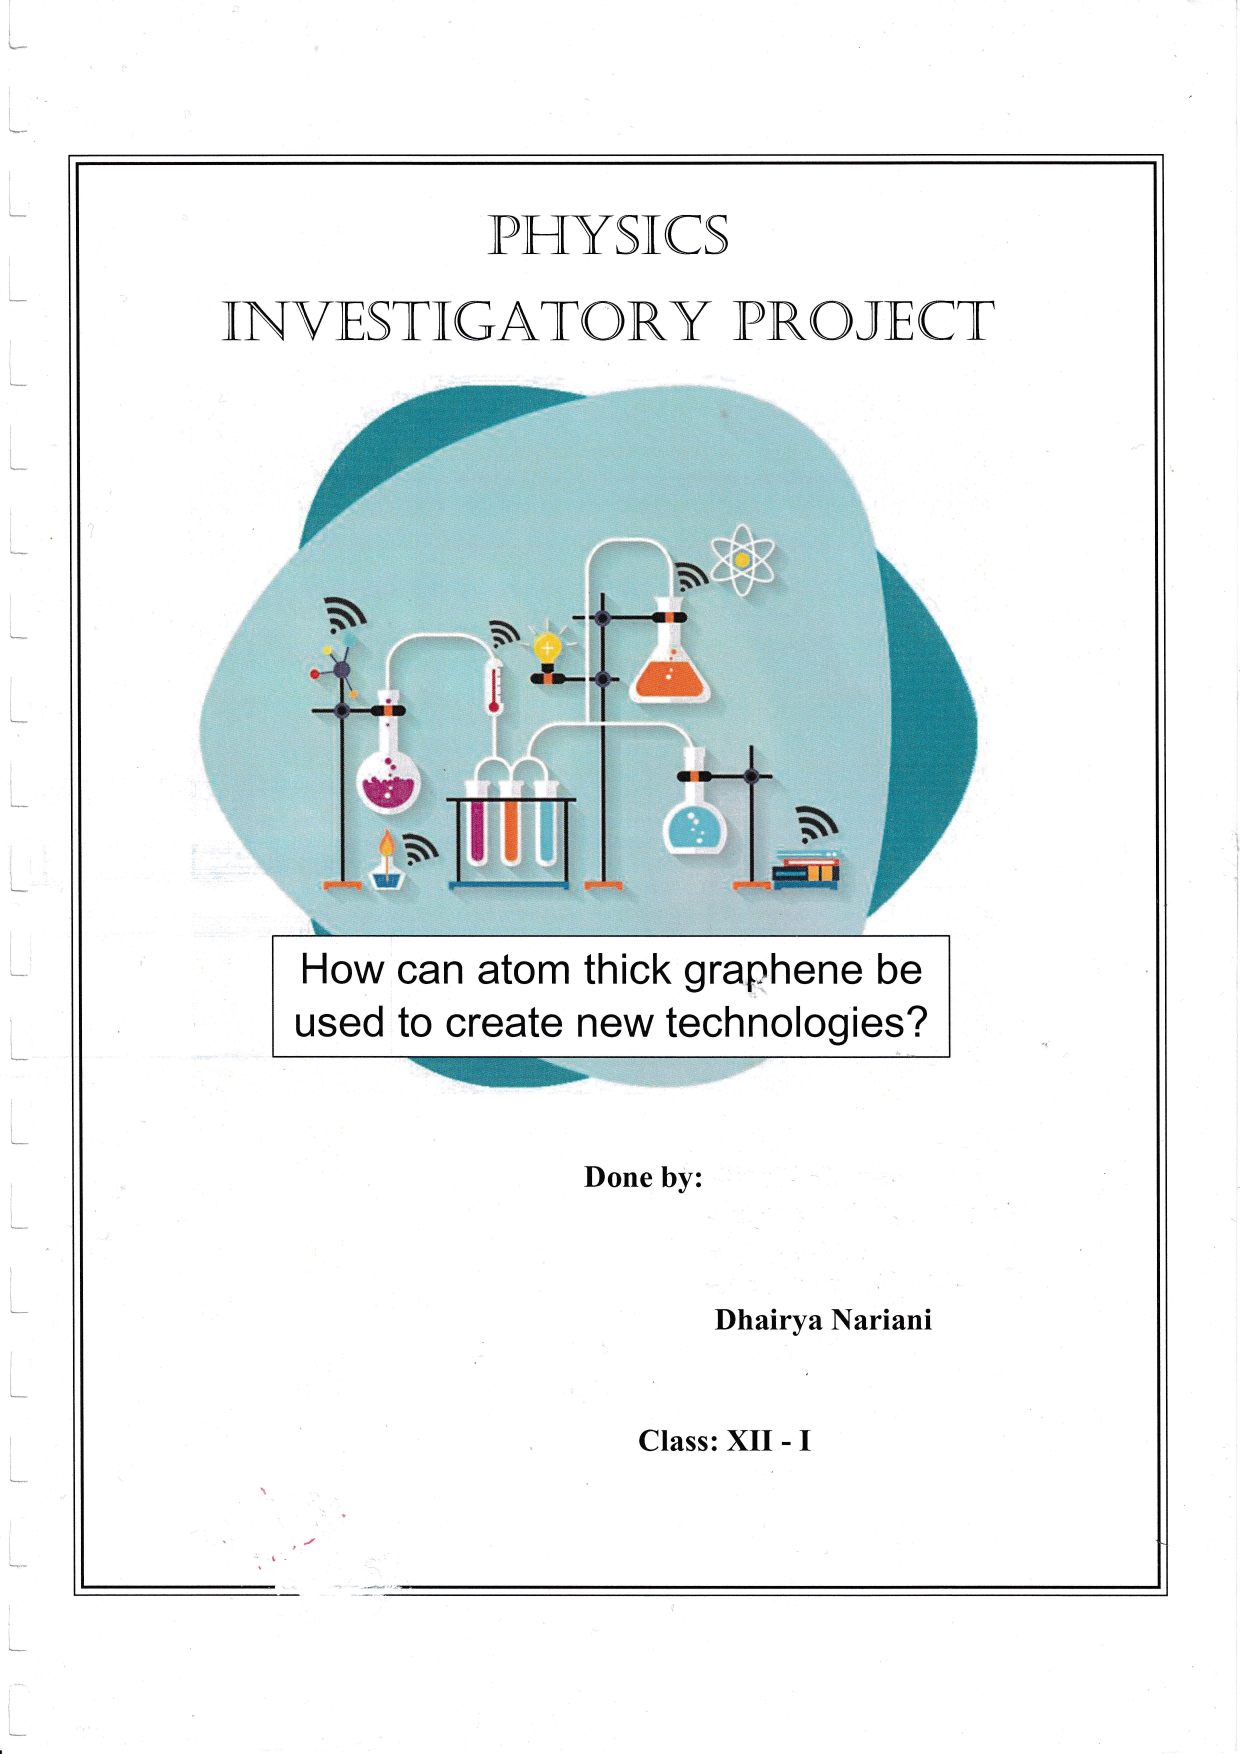 PHYSICS
INVESTIGATORY PROJECT
How can atom thick graphene be
used to create new technologies?
Done by:
Dhairya Nariani
Class: XII - I